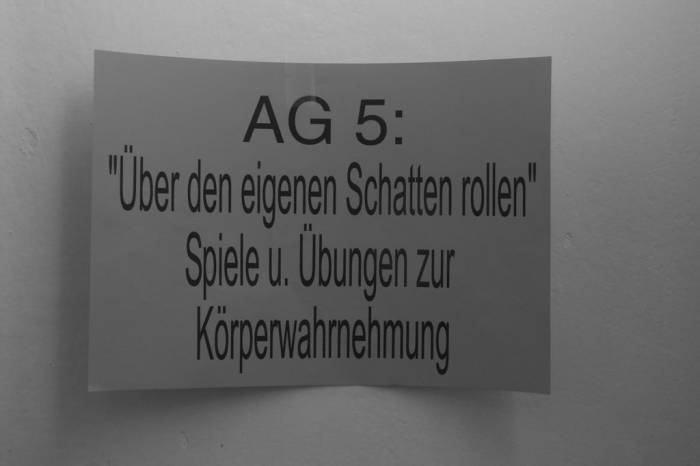 AG 5:
"Über den eigenen Schatten rollen"
Spiele u. Übungen zur
Körperwahrnehmung